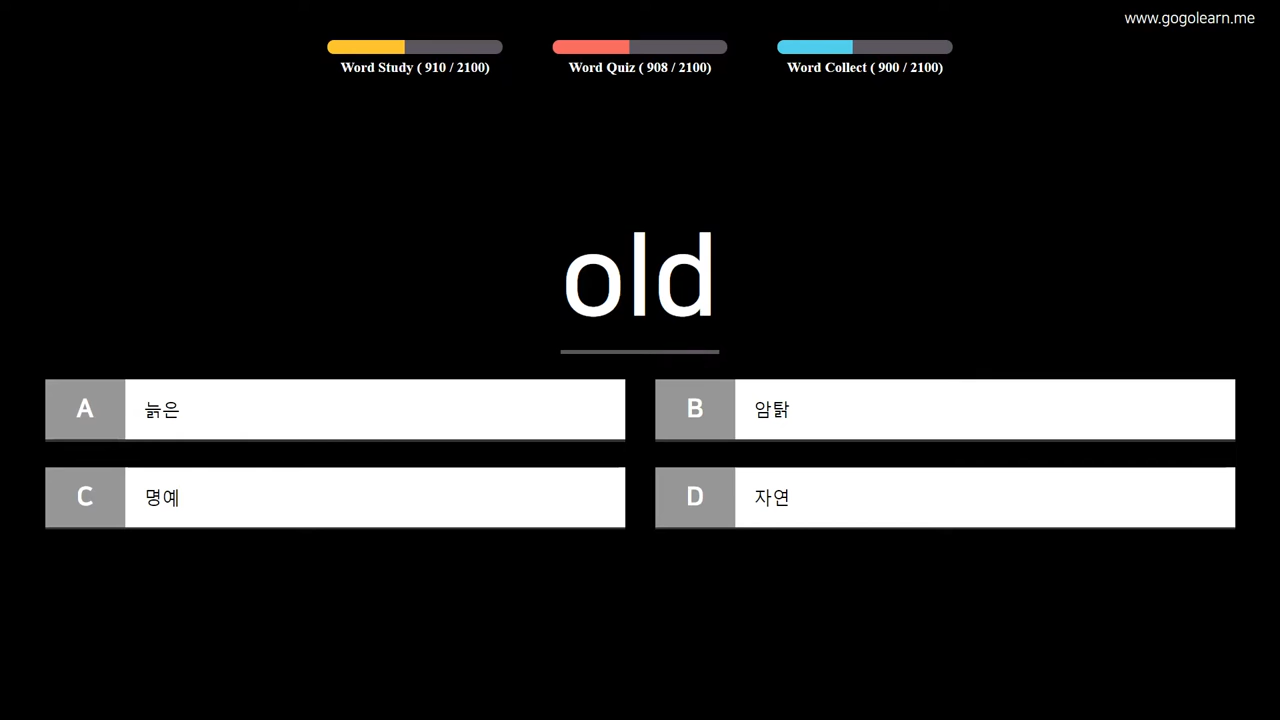 www.gogolearn.me
Word Study ( 910 / 2100)
Word Quiz ( 908 / 2100)
Word Collect ( 900 / 2100)
old
A 늙은
B 암탉
C 명예
D 자연